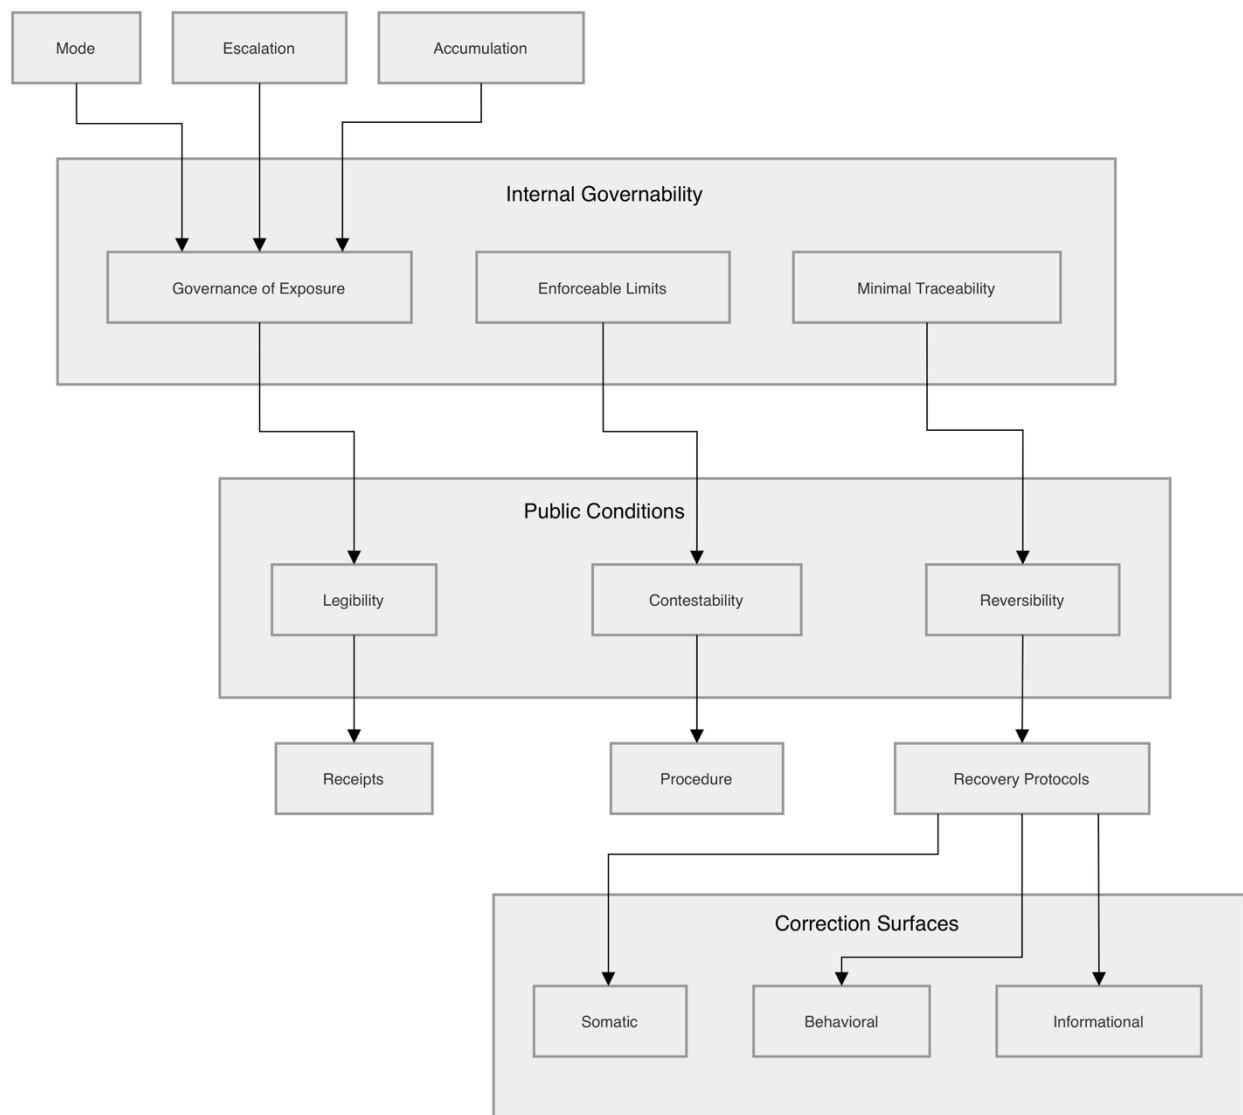 Mode
Escalation
Accumulation
Internal Governability
Governance of Exposure
Enforceable Limits
Minimal Traceability
Public Conditions
Legibility
Contestability
Reversibility
Receipts
Procedure
Recovery Protocols
Correction Surfaces
Somatic
Behavioral
Informational